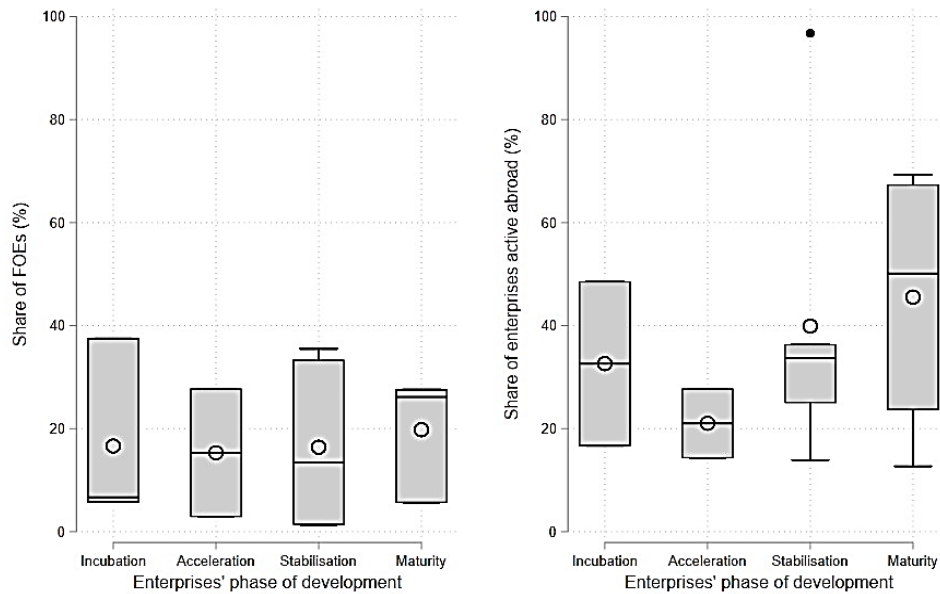 Share of FOEs (%)
100
80
60
40
20
0
Incubation Acceleration Stabilisation Maturity
Enterprises' phase of development
Share of enterprises active abroad (%)
100
80
60
40
20
0
Incubation Acceleration Stabilisation Maturity
Enterprises' phase of development